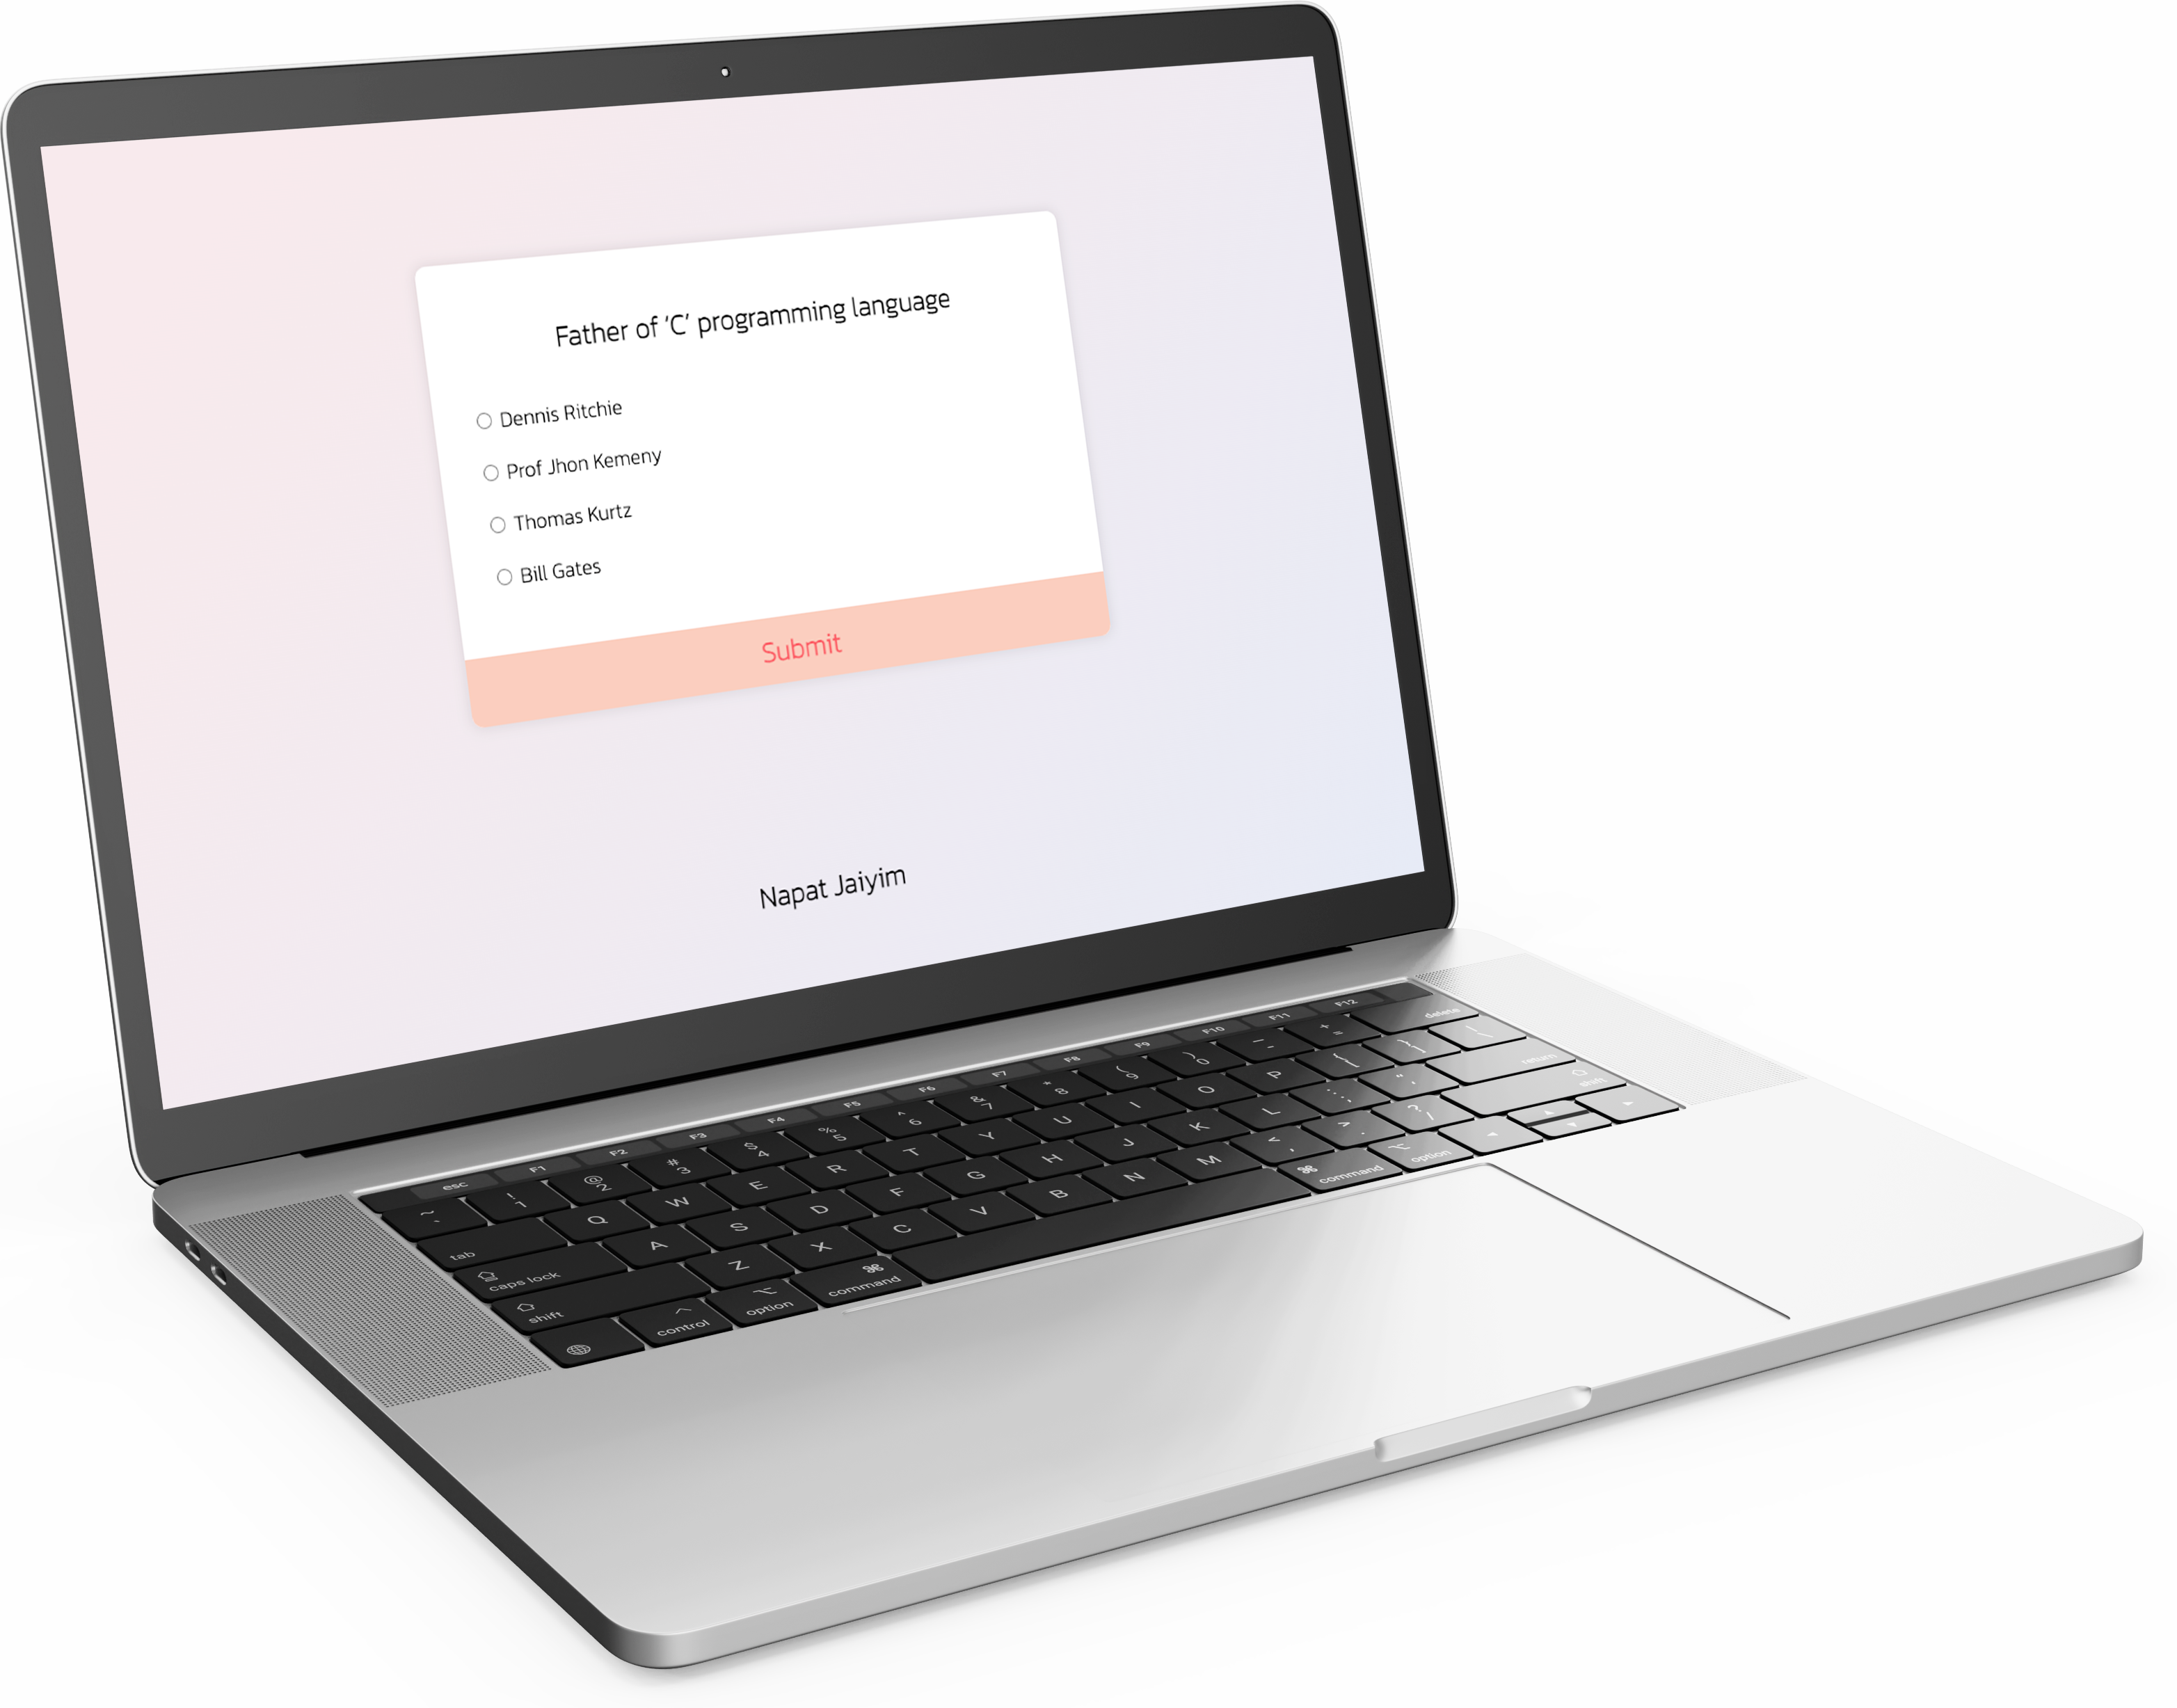 Father of ‘C’ programming language
Dennis Ritchie
Prof Jhon Kemeny
Thomas Kurtz
Bill Gates
Submit
Napat Jaiyim
esc F1 F2 F3 F4 F5 F6 F7 F8 F9 F10 F11 F12
~ ! 1 @ 2 # 3 $ 4 % 5 ^ 6 & 7 * 8 ( 9 ) 0 _ - + = delete
tab Q W E R T Y U I O P { [ } ] | \
caps lock A S D F G H J K L : ; " ' return
shift Z X C V B N M < , > . ? / shift
control option command command option